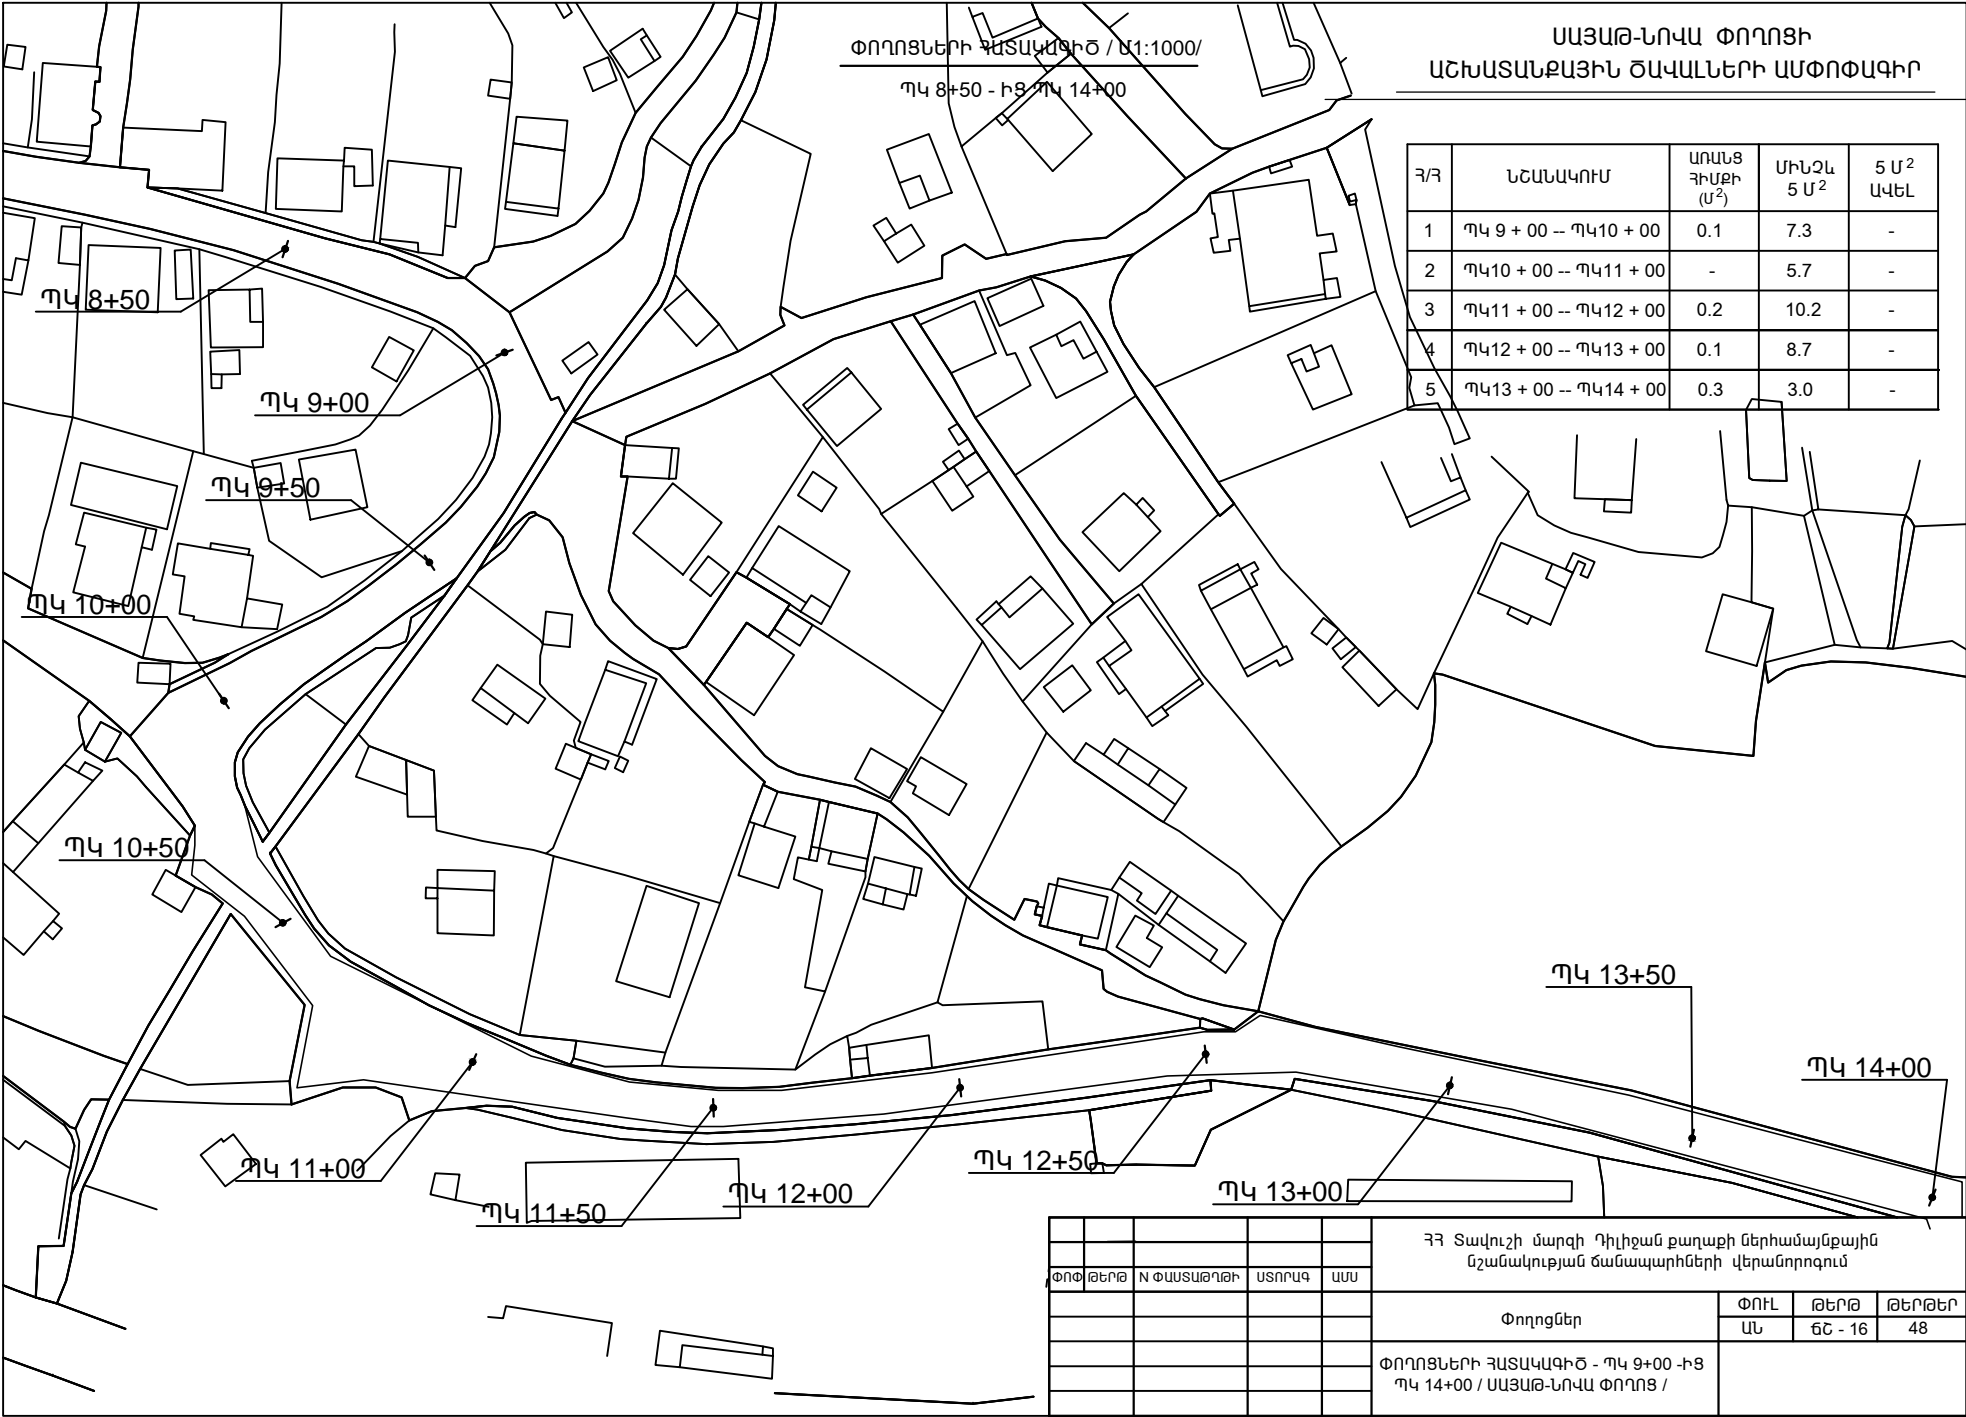 ՓՈՂՈՑՆԵՐԻ ՀԱՏԱԿԱԳԻԾ / Մ1:1000/
ՊԿ 8+50 - ԻՑ ՊԿ 14+00
ՍԱՅԱԹ-ՆՈՎԱ ՓՈՂՈՑԻ
ԱՇԽԱՏԱՆՔԱՅԻՆ ԾԱՎԱԼՆԵՐԻ ԱՄՓՈՓԱԳԻՐ
Հ/Հ ՆՇԱՆԱԿՈՒՄ ԱՌԱՆՑ ՀԻՄՔԻ (Մ²) ՄԻՆՉև 5 Մ² 5 Մ² ԱՎԵԼ
1 ՊԿ 9 + 00 -- ՊԿ10 + 00 0.1 7.3 -
2 ՊԿ10 + 00 -- ՊԿ11 + 00 - 5.7 -
3 ՊԿ11 + 00 -- ՊԿ12 + 00 0.2 10.2 -
4 ՊԿ12 + 00 -- ՊԿ13 + 00 0.1 8.7 -
5 ՊԿ13 + 00 -- ՊԿ14 + 00 0.3 3.0 -
ՊԿ 8+50
ՊԿ 9+00
ՊԿ 9+50
ՊԿ 10+00
ՊԿ 10+50
ՊԿ 11+00
ՊԿ 11+50
ՊԿ 12+00
ՊԿ 12+50
ՊԿ 13+00
ՊԿ 13+50
ՊԿ 14+00
ՓՈՓ ԹԵՐԹ N ՓԱՍՏԱԹՂԹԻ ՍՏՈՐԱԳ ԱՄՍ
ՀՀ Տավուշի մարզի Դիլիջան քաղաքի ներհամայնքային
նշանակության ճանապարհների վերանորոգում
Փողոցներ
ՓՈՒԼ ԹԵՐԹ ԹԵՐԹԵՐ
ԱՆ ՃՇ - 16 48
ՓՈՂՈՑՆԵՐԻ ՀԱՏԱԿԱԳԻԾ - ՊԿ 9+00 -ԻՑ
ՊԿ 14+00 / ՍԱՅԱԹ-ՆՈՎԱ ՓՈՂՈՑ /